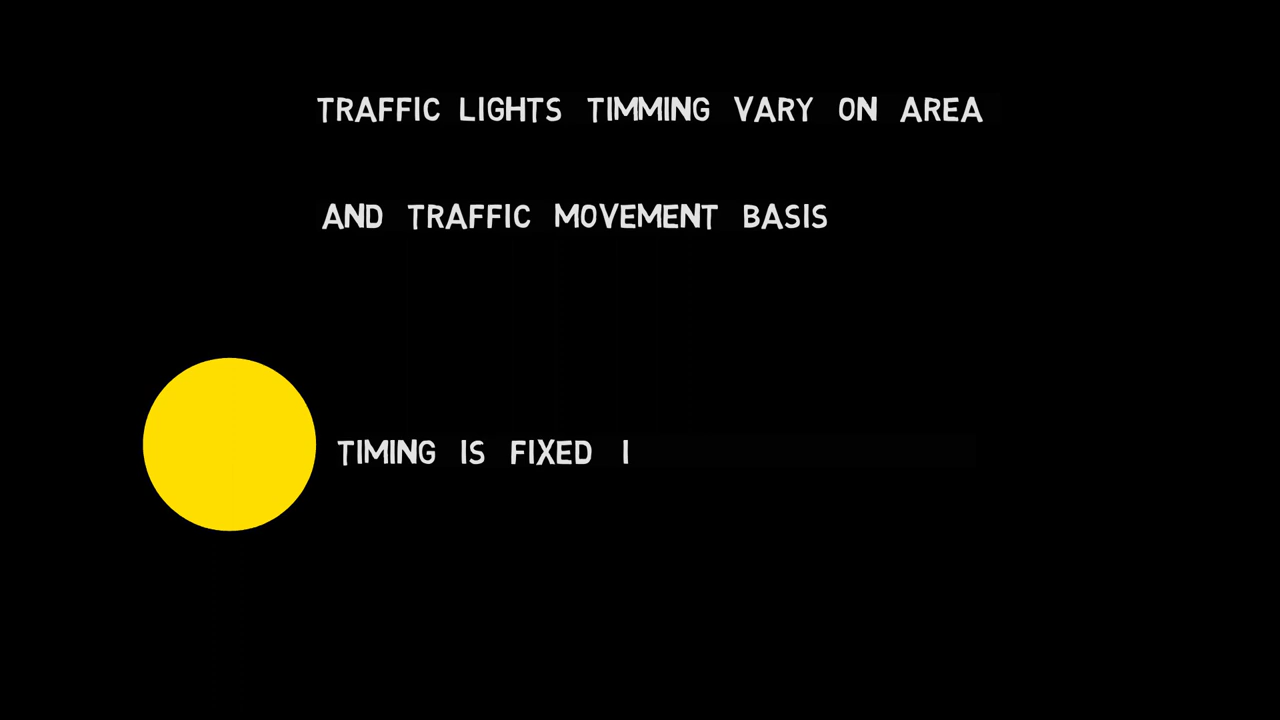 TRAFFIC LIGHTS TIMMING VARY ON AREA
AND TRAFFIC MOVEMENT BASIS
TIMING IS FIXED I